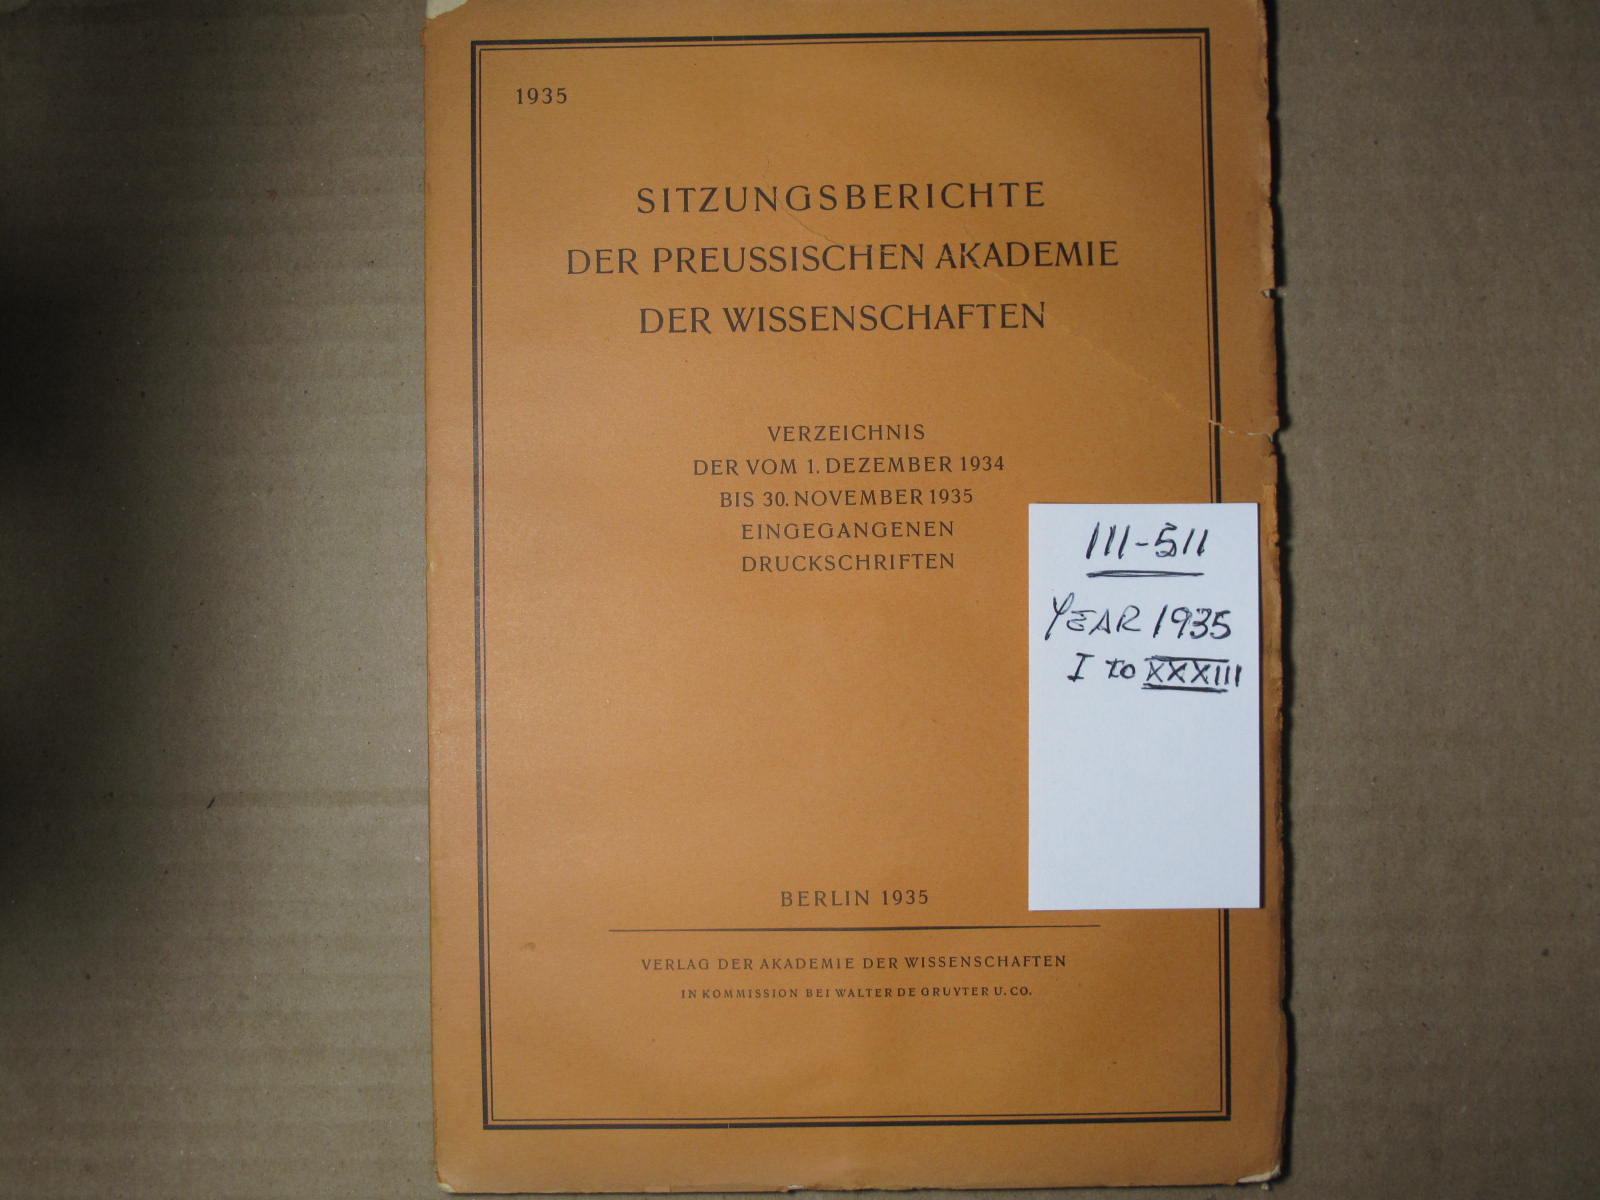 1935
SITZUNGSBERICHTE
DER PREUSSISCHEN AKADEMIE
DER WISSENSCHAFTEN
VERZEICHNIS
DER VOM 1. DEZEMBER 1934
BIS 30. NOVEMBER 1935
EINGEGANGENEN
DRUCKSCHRIFTEN
111-511
YEAR 1935
I to XXXIII
BERLIN 1935
VERLAG DER AKADEMIE DER WISSENSCHAFTEN
IN KOMMISSION BEI WALTER DE GRUYTER U. CO.